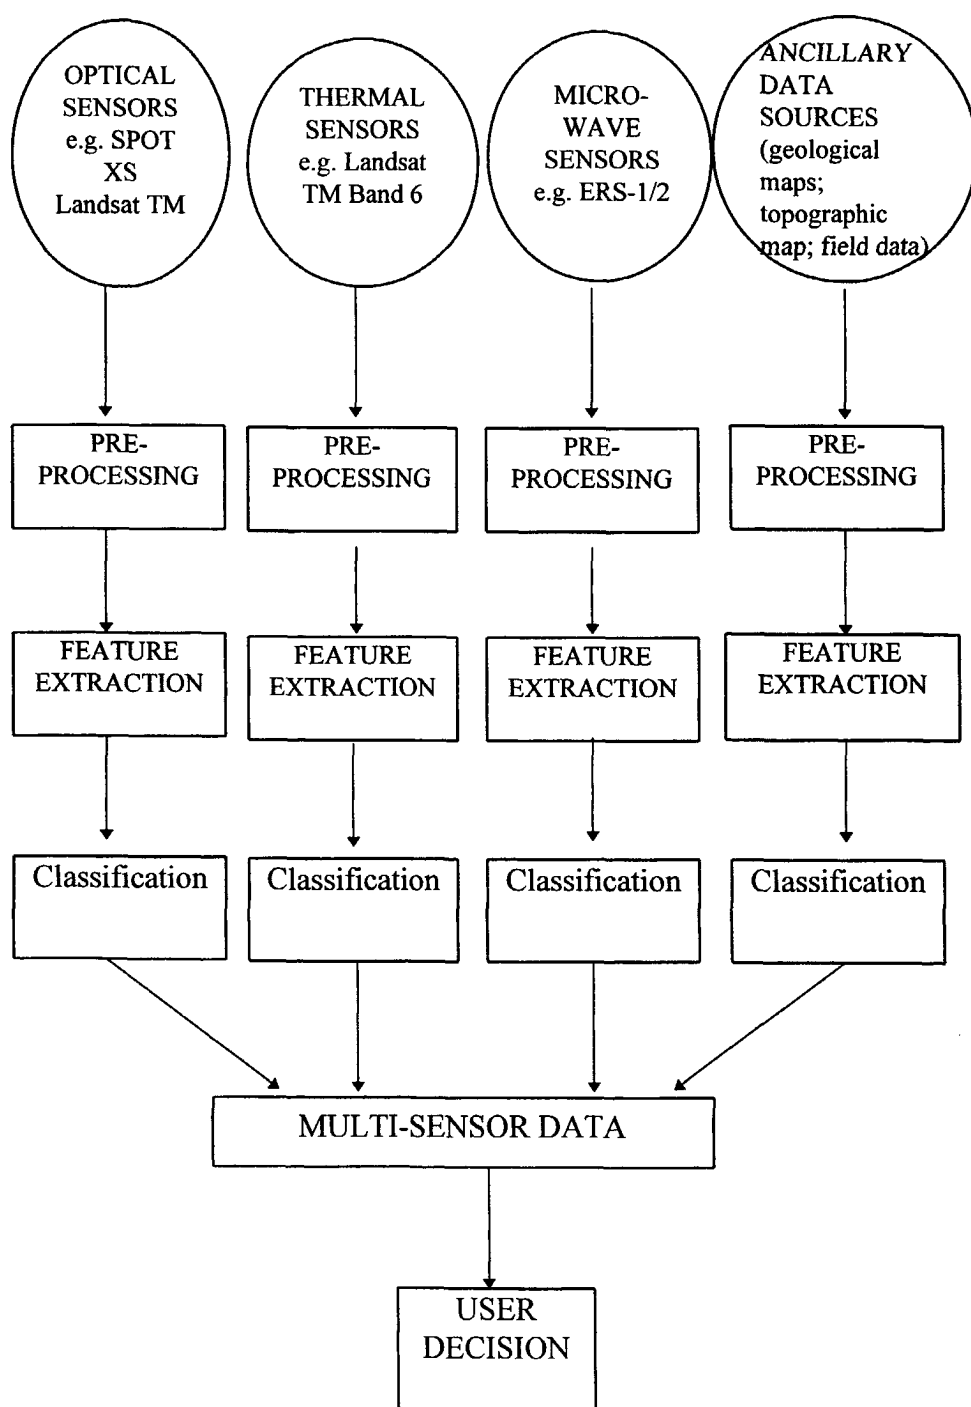 OPTICAL
SENSORS
e.g. SPOT
XS
Landsat TM
THERMAL
SENSORS
e.g. Landsat
TM Band 6
MICRO-
WAVE
SENSORS
e.g. ERS-1/2
ANCILLARY
DATA
SOURCES
(geological
maps;
topographic
map; field data)
PRE-
PROCESSING
PRE-
PROCESSING
PRE-
PROCESSING
PRE-
PROCESSING
FEATURE
EXTRACTION
FEATURE
EXTRACTION
FEATURE
EXTRACTION
FEATURE
EXTRACTION
Classification
Classification
Classification
Classification
MULTI-SENSOR DATA
USER
DECISION